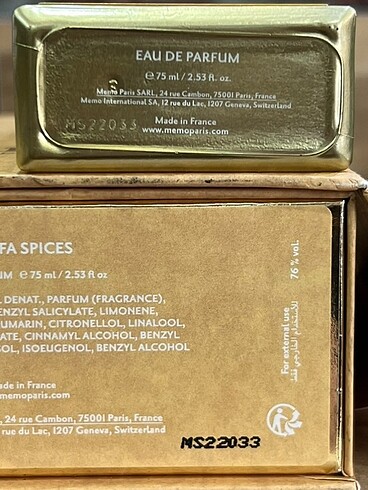 EAU DE PARFUM
℮ 75 ml / 2.53 fl. oz.
Memo Paris SARL, 24 rue Cambon, 75001 Paris, France
Memo International SA, 12 rue du Lac, 1207 Geneva, Switzerland
MS22033
Made in France
www.memoparis.com
FA SPICES
UM ℮ 75 ml / 2.53 fl oz
L DENAT., PARFUM (FRAGRANCE),
ENZYL SALICYLATE, LIMONENE,
UMARIN, CITRONELLOL, LINALOOL,
ATE, CINNAMYL ALCOHOL, BENZYL
OL, ISOEUGENOL, BENZYL ALCOHOL
ade in France
memoparis.com
, 24 rue Cambon, 75001 Paris, France
rue du Lac, 1207 Geneva, Switzerland
MS22033
76 % vol.
For external use
للاستعمال الخارجي فقط